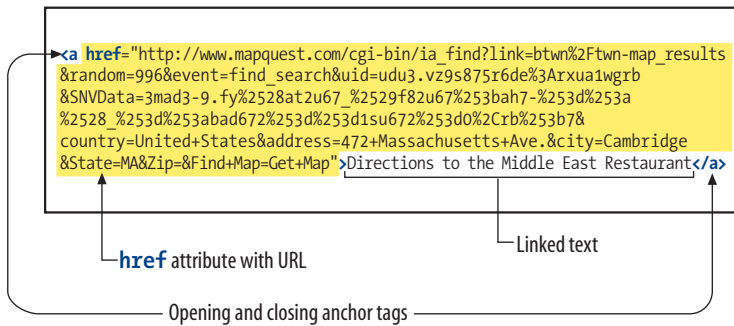 <a href="http://www.mapquest.com/cgi-bin/ia_find?link=btwn%2Ftwn-map_results
&random=996&event=find_search&uid=udu3.vz9s875r6de%3Arxua1wgrb
&SNVData=3mad3-9.fy%2528at2u67_%2529f82u67%253bah7-%253d%253a
%2528_%253d%253abad672%253d%253d1su672%253dO%2Crb%253b7&
country=United+States&address=472+Massachusetts+Ave.&city=Cambridge
&State=MA&Zip=&Find+Map=Get+Map">Directions to the Middle East Restaurant</a>
Linked text
href attribute with URL
Opening and closing anchor tags